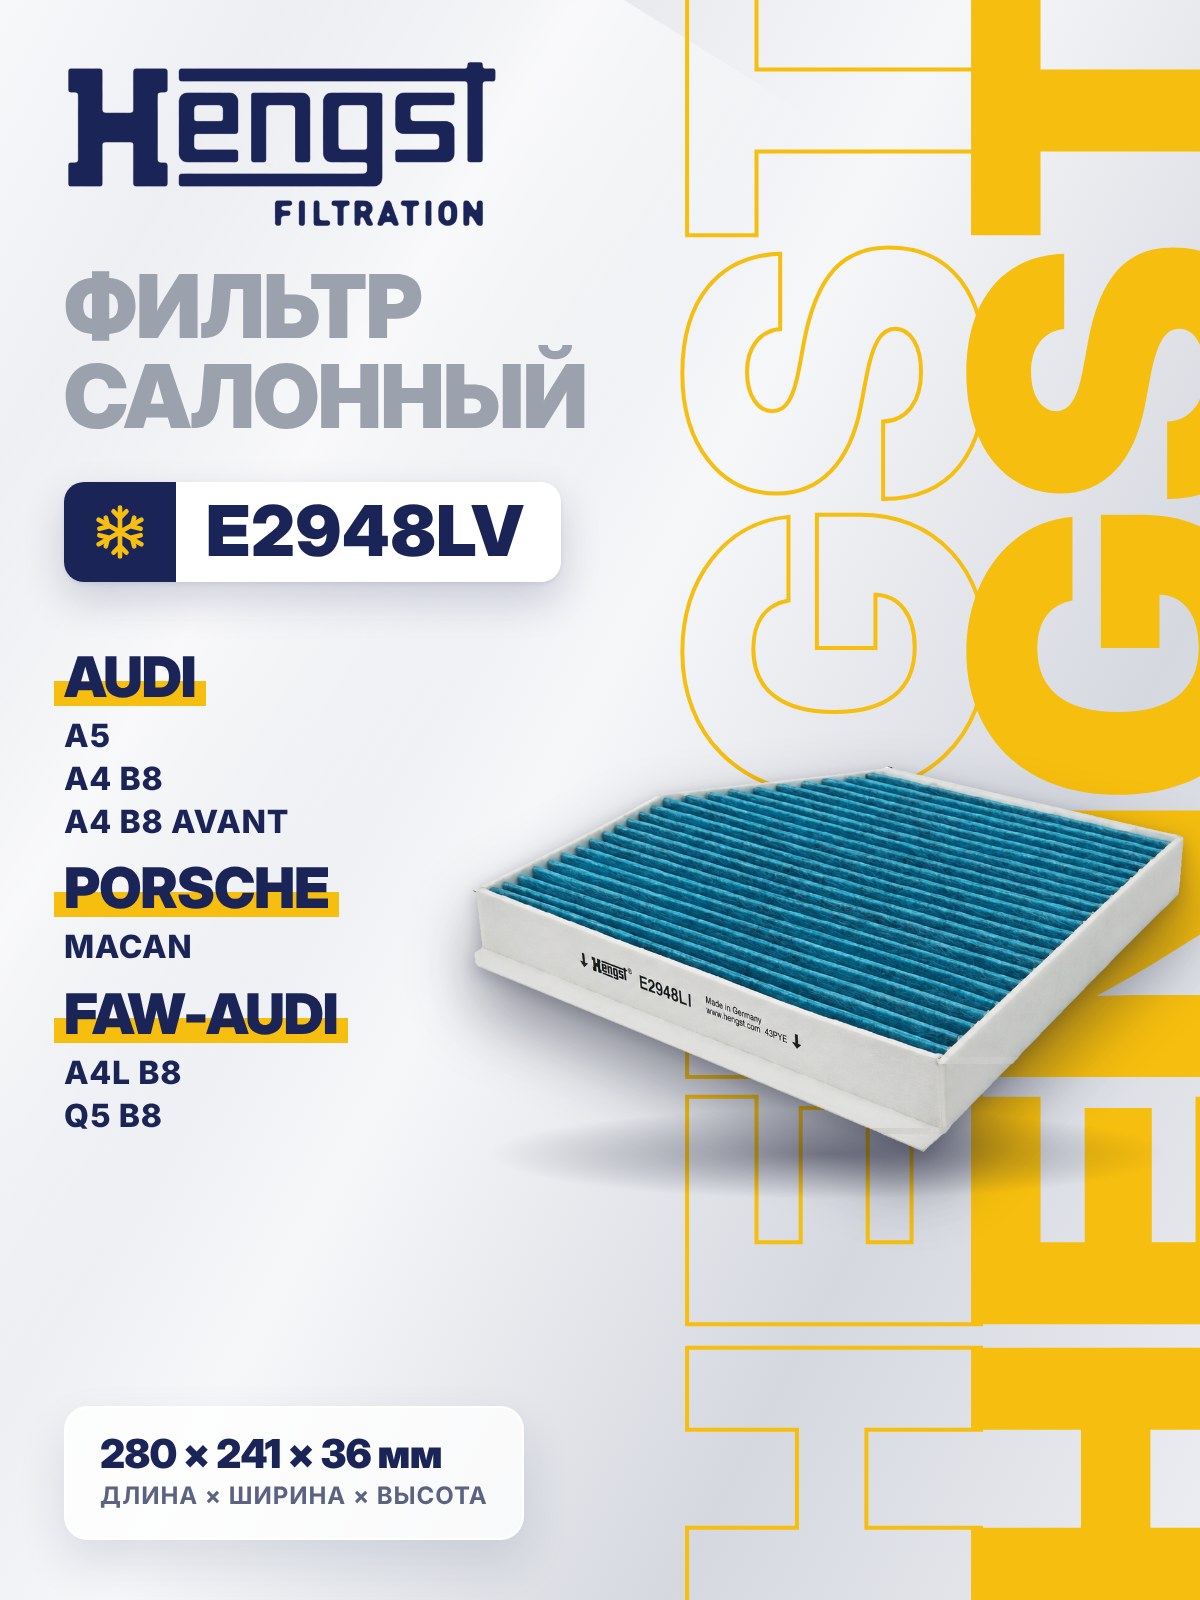 Hengst
FILTRATION
ФИЛЬТР
САЛОННЫЙ
E2948LV
AUDI
A5
A4 B8
A4 B8 AVANT
PORSCHE
MACAN
FAW-AUDI
A4L B8
Q5 B8
Hengst® E2948LI
Made in Germany
www.hengst.com 43PYE
280 × 241 × 36 мм
ДЛИНА × ШИРИНА × ВЫСОТА
HENGST
HENGST